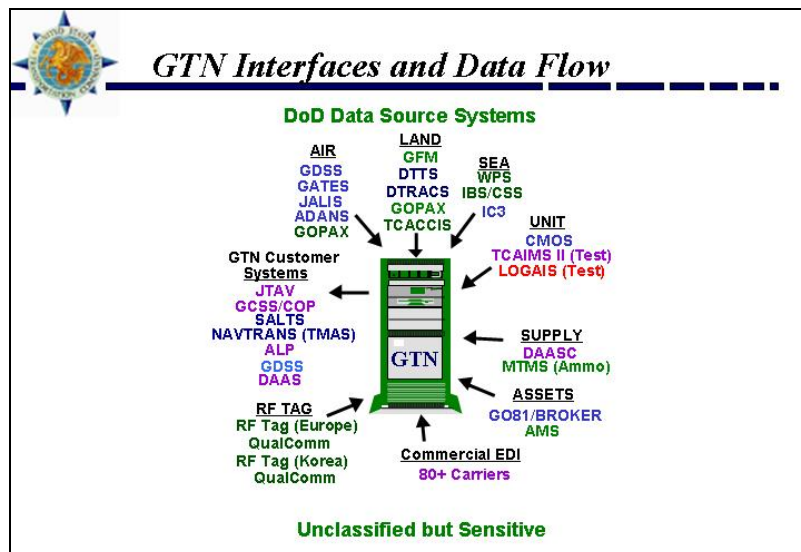 GTN Interfaces and Data Flow
DoD Data Source Systems
AIR
GDSS
GATES
JALIS
ADANS
GOPAX
LAND
GFM
DTTS
DTRACS
GOPAX
TCACCIS
SEA
WPS
IBS/CSS
IC3
UNIT
CMOS
TCAIMS II (Test)
LOGAIS (Test)
GTN Customer
Systems
JTAV
GCSS/COP
SALTS
NAVTRANS (TMAS)
ALP
GDSS
DAAS
GTN
SUPPLY
DAASC
MTMS (Ammo)
ASSETS
GO81/BROKER
AMS
RF TAG
RF Tag (Europe)
QualComm
RF Tag (Korea)
QualComm
Commercial EDI
80+ Carriers
Unclassified but Sensitive